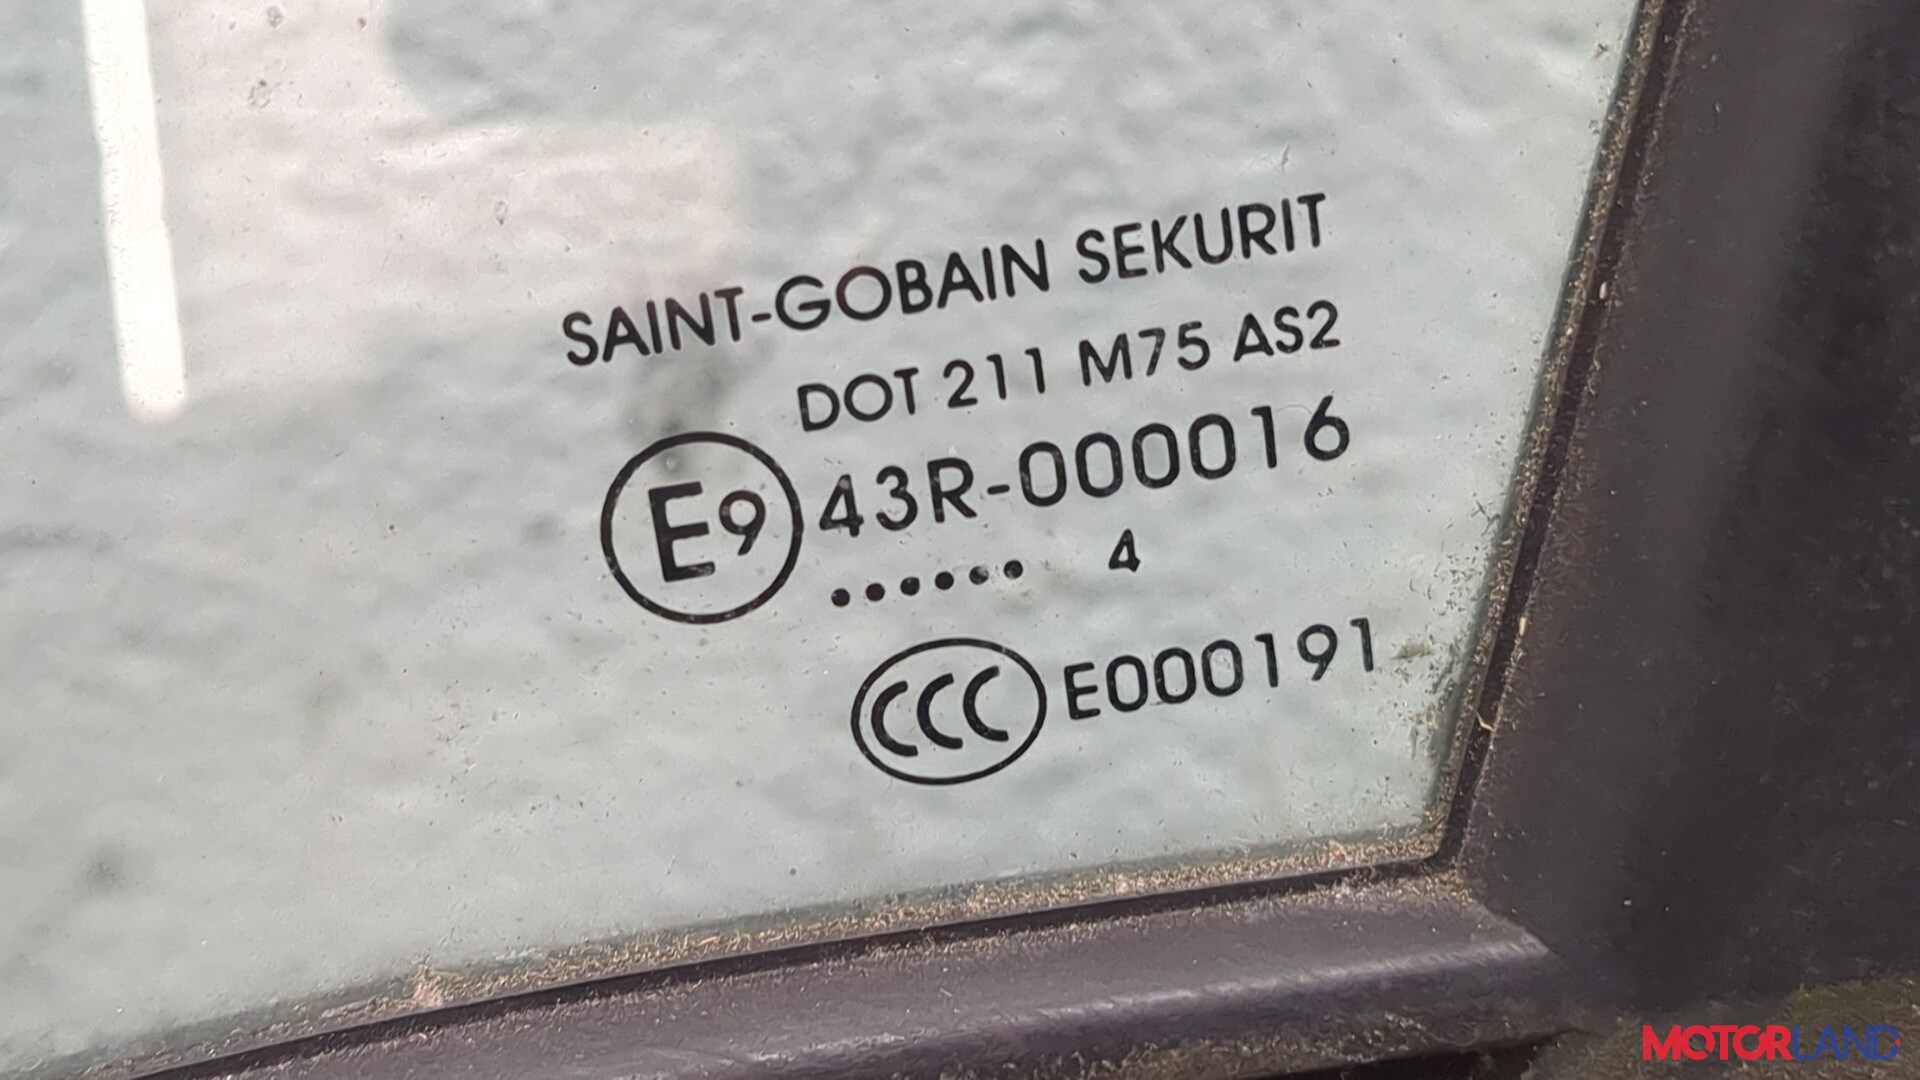 SAINT-GOBAIN SEKURIT
DOT 211 M75 AS2
E9 43R-000016
•••••• 4
CCC E000191
MOTORLAND